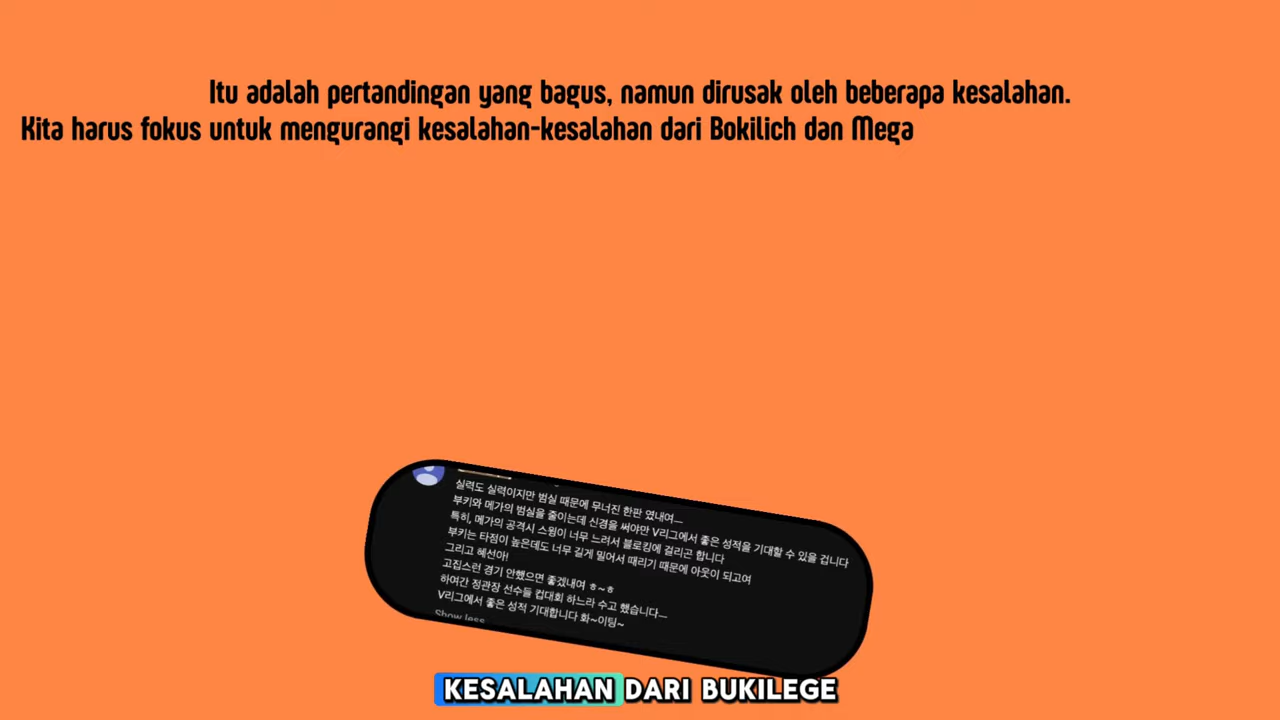 Itu adalah pertandingan yang bagus, namun dirusak oleh beberapa kesalahan.
Kita harus fokus untuk mengurangi kesalahan-kesalahan dari Bokilich dan Mega
실력도 실력이지만 범실 때문에 무너진 한판 였내여ㅡ
부키와 메가의 범실을 줄이는데 신경을 써야만 V리그에서 좋은 성적을 기대할 수 있을 겁니다
특히, 메가의 공격시 스윙이 너무 느려서 블로킹에 걸리곤 합니다
부키는 타점이 높은데도 너무 길게 밀어서 때리기 때문에 아웃이 되고여
그리고 혜선아!
고집스런 경기 안했으면 좋겠내여 ㅎ~ㅎ
하여간 정관장 선수들 컵대회 하느라 수고 했습니다ㅡ
V리그에서 좋은 성적 기대합니다 화~이팅~
Show less
KESALAHAN DARI BUKILEGE